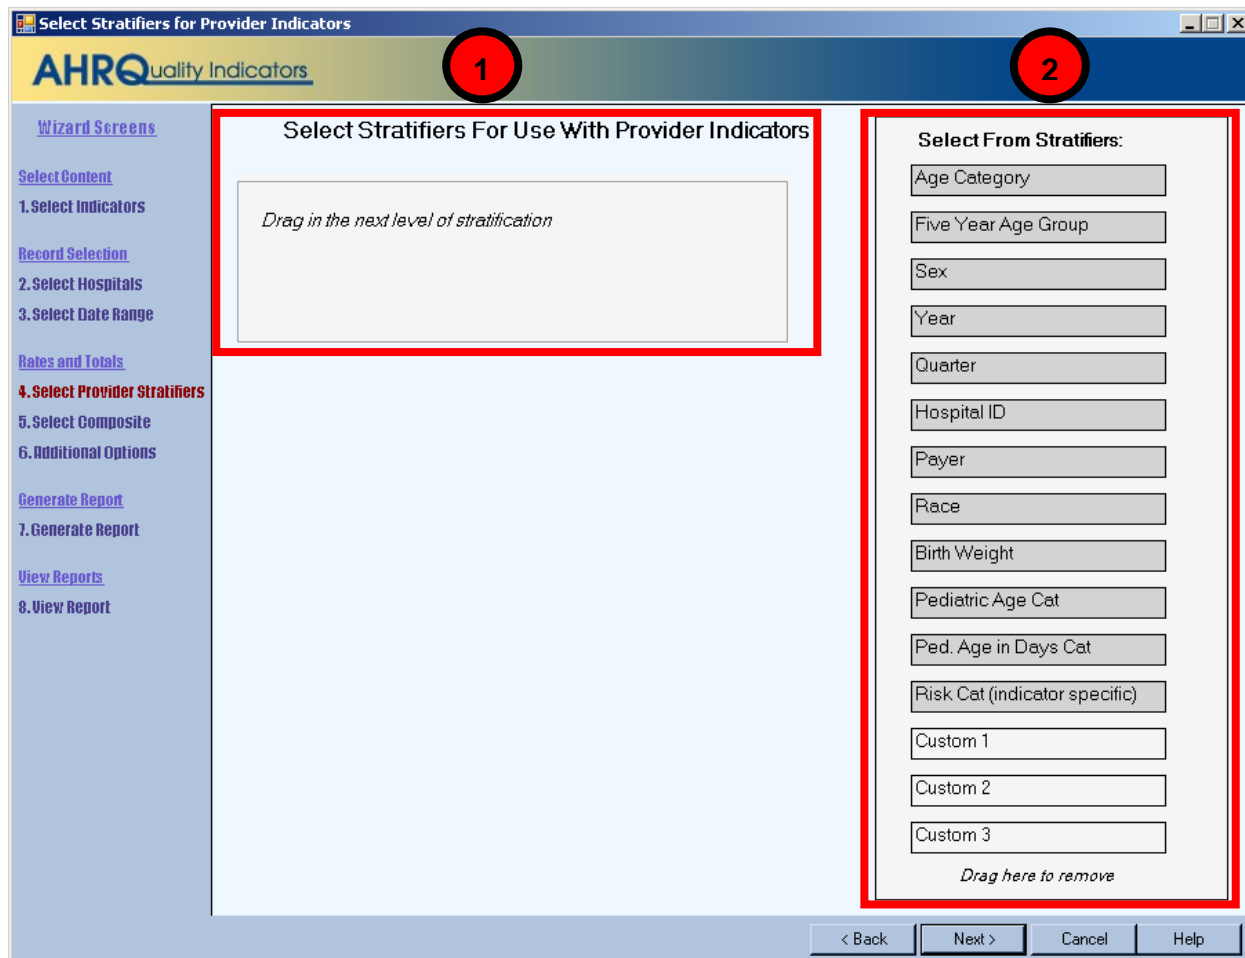 Select Stratifiers for Provider Indicators
AHRQuality Indicators
1
2
Wizard Screens
Select Content
1.Select Indicators
Record Selection
2.Select Hospitals
3.Select Date Range
Rates and Totals
4.Select Provider Stratifiers
5.Select Composite
6.Additional Options
Generate Report
7.Generate Report
View Reports
8.View Report
Select Stratifiers For Use With Provider Indicators
Drag in the next level of stratification
Select From Stratifiers:
Age Category
Five Year Age Group
Sex
Year
Quarter
Hospital ID
Payer
Race
Birth Weight
Pediatric Age Cat
Ped. Age in Days Cat
Risk Cat (indicator specific)
Custom 1
Custom 2
Custom 3
Drag here to remove
< Back
Next >
Cancel
Help